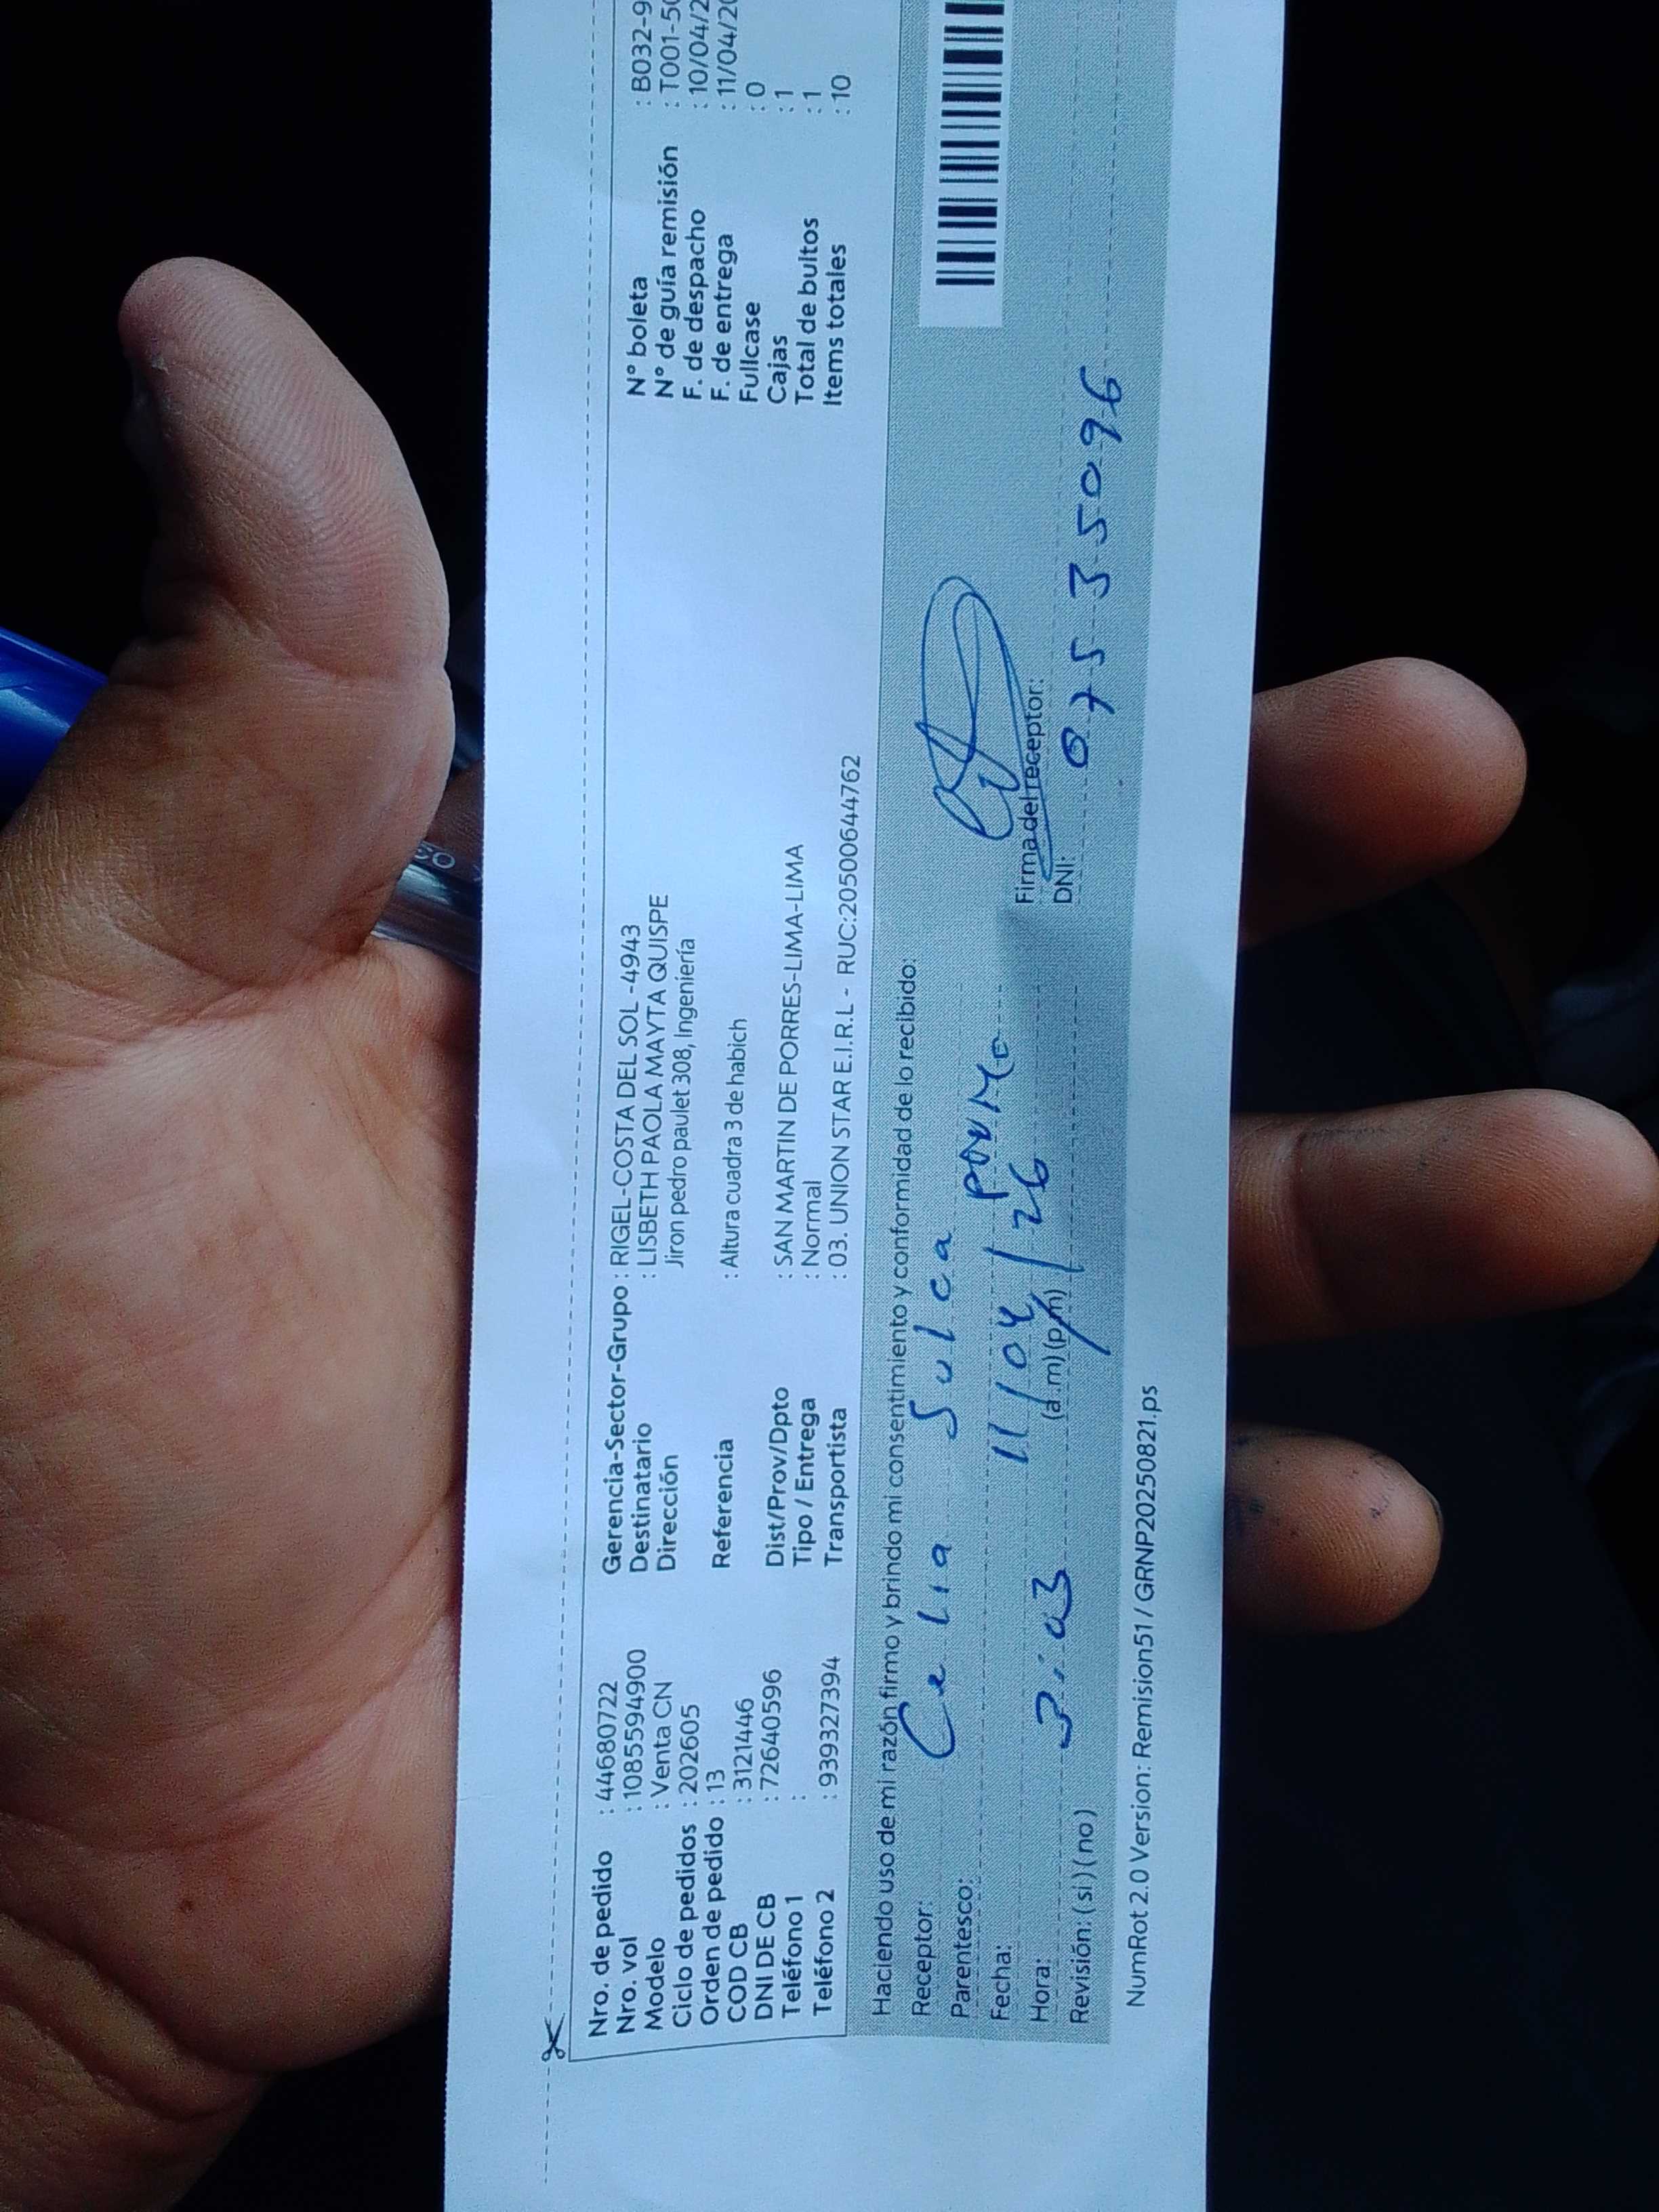 Nro. de pedido : 44680722
Nro. vol : 1085594900
Modelo : Venta CN
Ciclo de pedidos : 202605
Orden de pedido : 13
COD CB : 3121446
DNI DE CB : 72640596
Teléfono 1 :
Teléfono 2 : 939327394
Gerencia-Sector-Grupo : RIGEL-COSTA DEL SOL -4943
Destinatario : LISBETH PAOLA MAYTA QUISPE
Dirección Jiron pedro paulet 308, Ingeniería
Referencia : Altura cuadra 3 de habich
Dist/Prov/Dpto : SAN MARTIN DE PORRES-LIMA-LIMA
Tipo / Entrega : Normal
Transportista : 03. UNION STAR E.I.R.L - RUC:20500644762
N° boleta : B032-9
N° de guía remisión : T001-50
F. de despacho : 10/04/2
F. de entrega : 11/04/20
Fullcase : 0
Cajas : 1
Total de bultos : 1
Items totales : 10
Haciendo uso de mi razón firmo y brindo mi consentimiento y conformidad de lo recibido:
Receptor: Celia Sulca
Parentesco:
Fecha: 11/04/26
Hora: 3:03 (a.m) (p.m)
Revisión: (si) (no)
Firma del receptor:
DNI: 07535096
NumRot 2.0 Version: Remision51 / GRNP20250821.ps